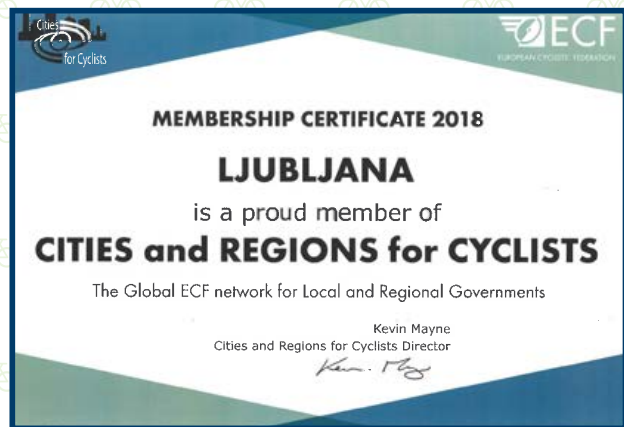 Cities
for Cyclists
ECF
EUROPEAN CYCLISTS' FEDERATION
MEMBERSHIP CERTIFICATE 2018
LJUBLJANA
is a proud member of
CITIES and REGIONS for CYCLISTS
The Global ECF network for Local and Regional Governments
Kevin Mayne
Cities and Regions for Cyclists Director